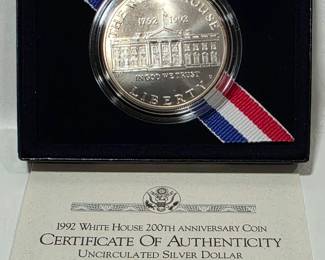 THE WHITE HOUSE
1792 1992
IN GOD WE TRUST
LIBERTY
1992 WHITE HOUSE 200TH ANNIVERSARY COIN
CERTIFICATE OF AUTHENTICITY
UNCIRCULATED SILVER DOLLAR